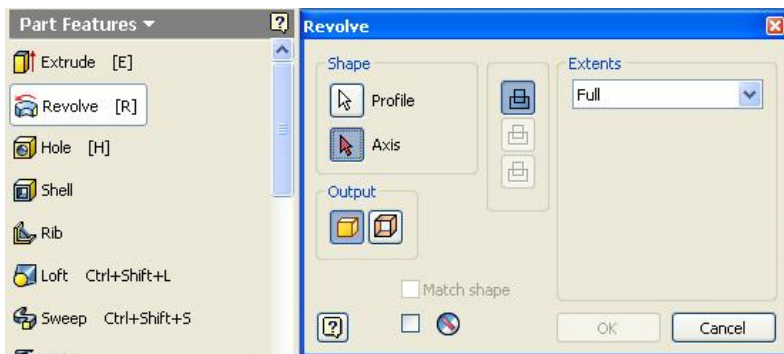 Part Features
Extrude [E]
Revolve [R]
Hole [H]
Shell
Rib
Loft Ctrl+Shift+L
Sweep Ctrl+Shift+S
Revolve
Shape
Profile
Axis
Output
Match shape
Extents
Full
OK
Cancel